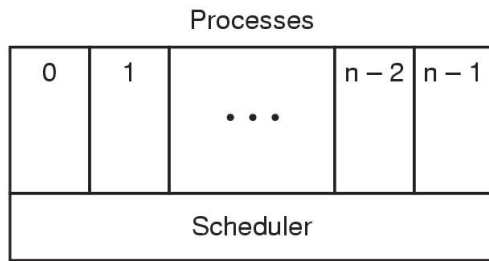 Processes
0 1 • • • n – 2 n – 1
Scheduler